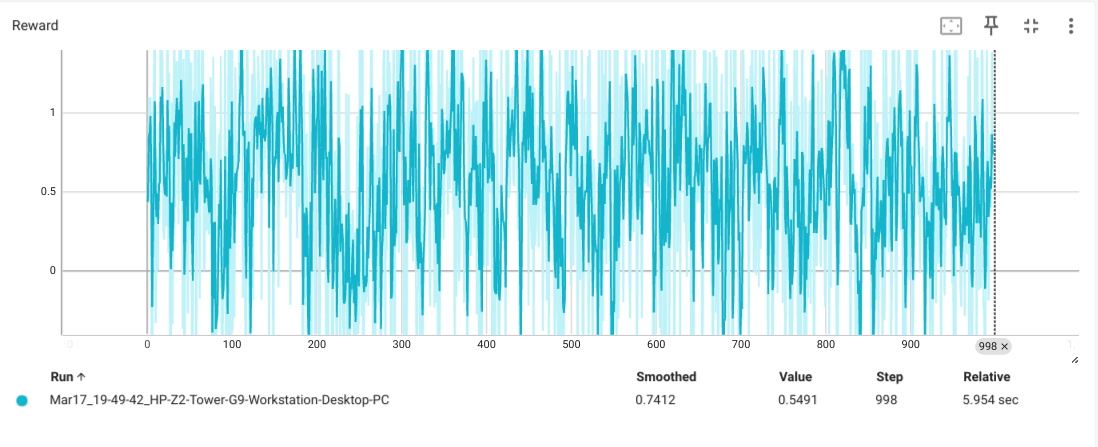 Reward
1
0.5
0
0 100 200 300 400 500 600 700 800 900 998 ×
Run ↑ Smoothed Value Step Relative
Mar17_19-49-42_HP-Z2-Tower-G9-Workstation-Desktop-PC 0.7412 0.5491 998 5.954 sec